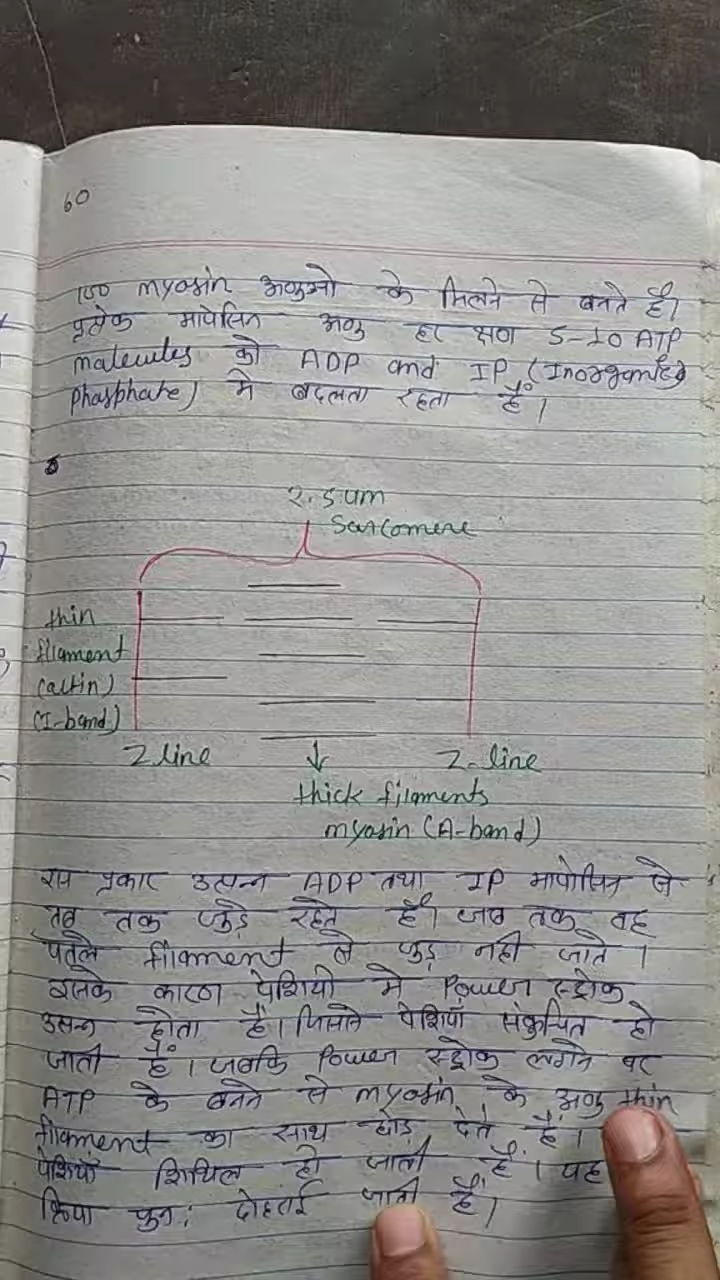 60
150 myosin अणुओ के मिलने से बनते है।
प्रत्येक मायेसिन अणु हर क्षण 5-10 ATP
molecules को ADP and IP (Inorganic
Phasphate) मे बदलता रहता है।
2.5 µm
Sarcomere
thin
filament
(actin)
(I-band)
Z line
Z-line
thick filaments
myosin (A-band)
इस प्रकार उत्पन्न ADP तथा IP मायोसिन से
तब तक जुड़े रहते है। जब तक वह
पतले filament से जुड़ नही जाते।
इसके कारण पेशियो मे Power स्ट्रोक
उत्पन्न होता है। जिससे पेशियाँ संकुचित हो
जाती है। जबकि Power स्ट्रोक लगने पर
ATP के बनने से myosin के अणु thin
filament का साथ छोड़ देते है।
पेशियाँ शिथिल हो जाती है। यह
क्रिया पुन: दोहराई जाती है।